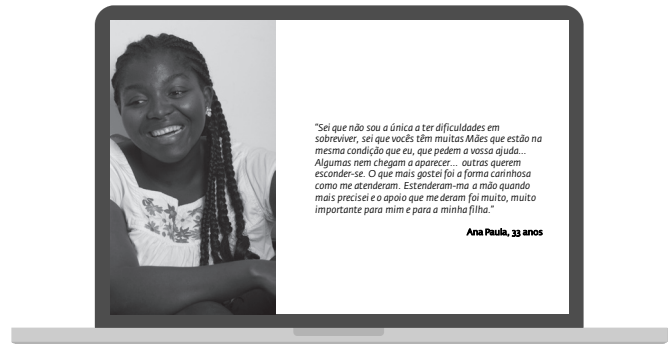 “Sei que não sou a única a ter dificuldades em
sobreviver, sei que vocês têm muitas Mães que estão na
mesma condição que eu, que pedem a vossa ajuda...
Algumas nem chegam a aparecer... outras querem
esconder-se. O que mais gostei foi a forma carinhosa
como me atenderam. Estenderam-ma a mão quando
mais precisei e o apoio que me deram foi muito, muito
importante para mim e para a minha filha.”
Ana Paula, 33 anos